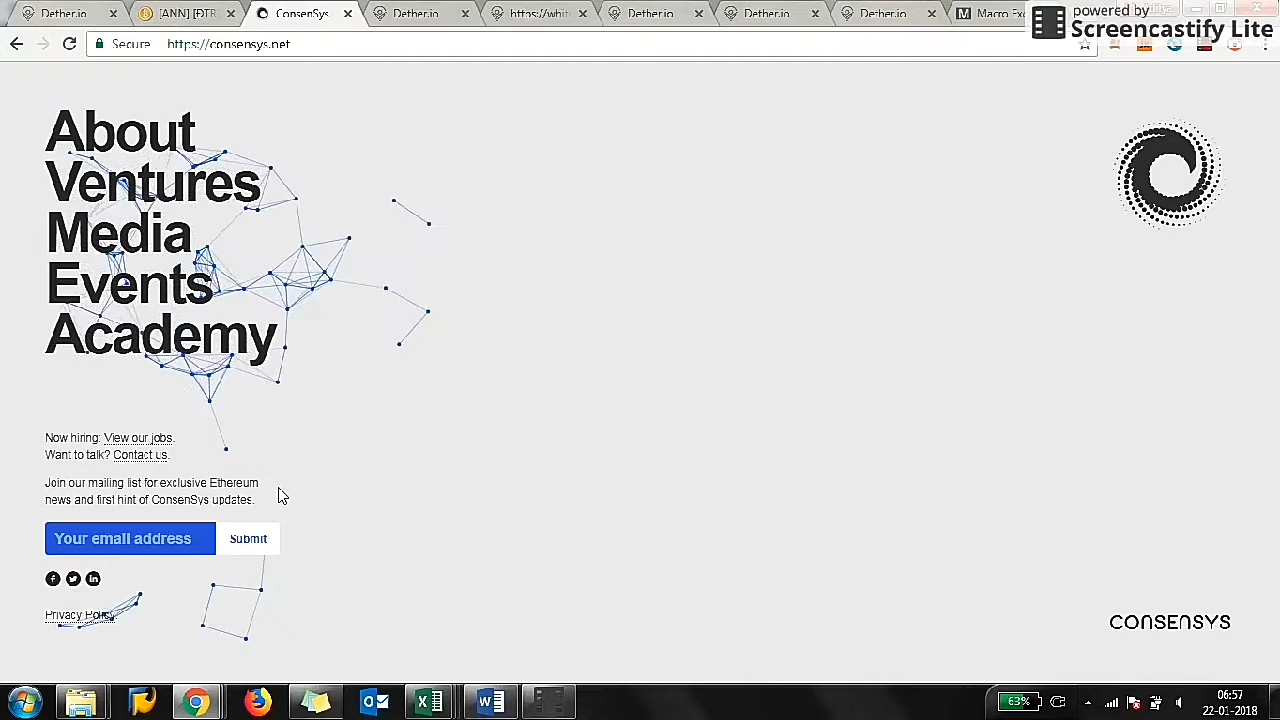 Dether.io
[ANN] [ĐTR
ConsenSys
Dether.io
https://whit
Dether.io
Dether.io
Dether.io
Macro Ex
powered by
Screencastify Lite
Secure
https://consensys.net
About
Ventures
Media
Events
Academy
Now hiring: View our jobs.
Want to talk? Contact us.
Join our mailing list for exclusive Ethereum
news and first hint of ConsenSys updates.
Your email address
Submit
Privacy Policy
CONSENSYS
63%
06:57
22-01-2018